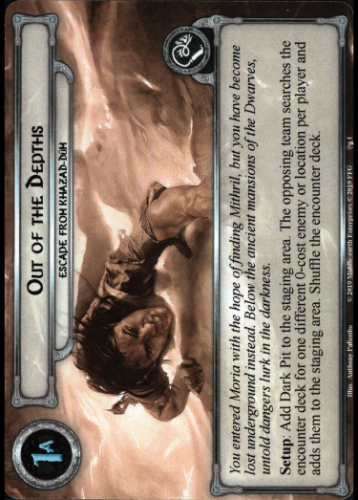 1A
OUT OF THE DEPTHS
ESCAPE FROM KHAZAD-DÛM
You entered Moria with the hope of finding Mithril, but you have become
lost underground instead. Below the ancient mansions of the Dwarves,
untold dangers lurk in the darkness.
Setup: Add Dark Pit to the staging area. The opposing team searches the
encounter deck for one different 0-cost enemy or location per player and
adds them to the staging area. Shuffle the encounter deck.
Illus. Anthony Palumbo © 2019 Middle-earth Enterprises © 2019 FFG 1